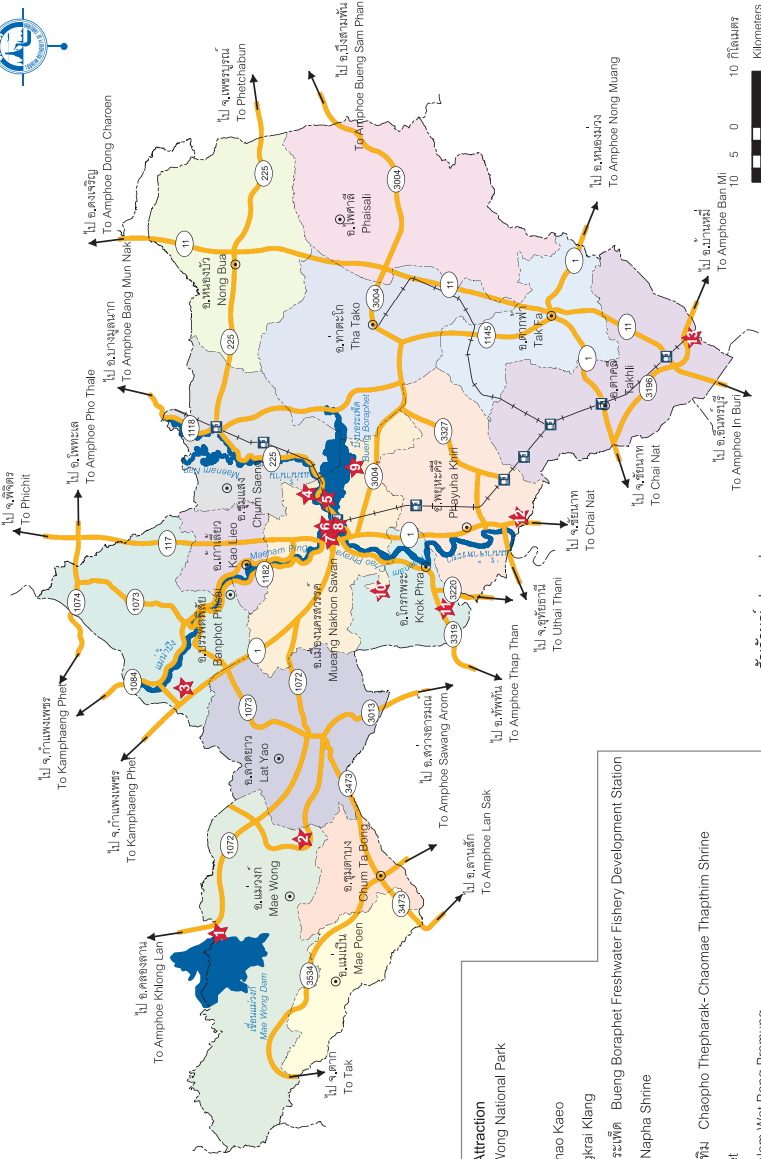 ไป อ.ดงเจริญ
To Amphoe Dong Charoen
ไป จ.เพชรบูรณ์
To Phetchabun
ไป อ.บึงสามพัน
To Amphoe Bueng Sam Phan
ไป อ.บางมูลนาก
To Amphoe Bang Mun Nak
ไป อ.โพทะเล
To Amphoe Pho Thale
ไป จ.พิจิตร
To Phichit
ไป จ.กำแพงเพชร
To Kamphaeng Phet
ไป จ.กำแพงเพชร
To Kamphaeng Phet
ไป อ.คลองลาน
To Amphoe Khlong Lan
ไป จ.ตาก
To Tak
ไป อ.ลานสัก
To Amphoe Lan Sak
ไป อ.สว่างอารมณ์
To Amphoe Sawang Arom
ไป อ.ทัพทัน
To Amphoe Thap Than
ไป จ.อุทัยธานี
To Uthai Thani
ไป จ.ชัยนาท
To Chai Nat
ไป จ.ชัยนาท
To Chai Nat
ไป อ.อินทร์บุรี
To Amphoe In Buri
ไป อ.บ้านหมี่
To Amphoe Ban Mi
ไป อ.หนองม่วง
To Amphoe Nong Muang
อ.หนองบัว
Nong Bua
อ.ไพศาลี
Phaisali
อ.ท่าตะโก
Tha Tako
อ.ตากฟ้า
Tak Fa
อ.ตาคลี
Takhli
อ.พยุหะคีรี
Phayuha Khiri
อ.ชุมแสง
Chum Saeng
อ.เก้าเลี้ยว
Kao Lieo
อ.บรรพตพิสัย
Banphot Phisai
อ.เมืองนครสวรรค์
Mueang Nakhon Sawan
อ.โกรกพระ
Krok Phra
อ.ลาดยาว
Lat Yao
อ.แม่วงก์
Mae Wong
อ.ชุมตาบง
Chum Ta Bong
อ.แม่เปิน
Mae Poen
เขื่อนแม่วงก์
Mae Wong Dam
บึงบอระเพ็ด
Bueng Boraphet
แม่น้ำน่าน
Maenam Nan
แม่น้ำปิง
Maenam Ping
แม่น้ำเจ้าพระยา
11
225
225
225
3004
3004
3004
11
11
1
1
1
1
1145
3196
3327
1118
117
1074
1073
1084
1182
1072
1073
1072
3013
3473
3473
3534
3319
3220
1
2
3
4
5
6
7
8
9
10
11
12
13
10 5 0 10 กิโลเมตร
Kilometers
Attraction
Wong National Park
hao Kaeo
gkrai Klang
ระเพ็ด Bueng Boraphet Freshwater Fishery Development Station
Napha Shrine
ทิม Chaopho Thepharak-Chaomae Thapthim Shrine
et